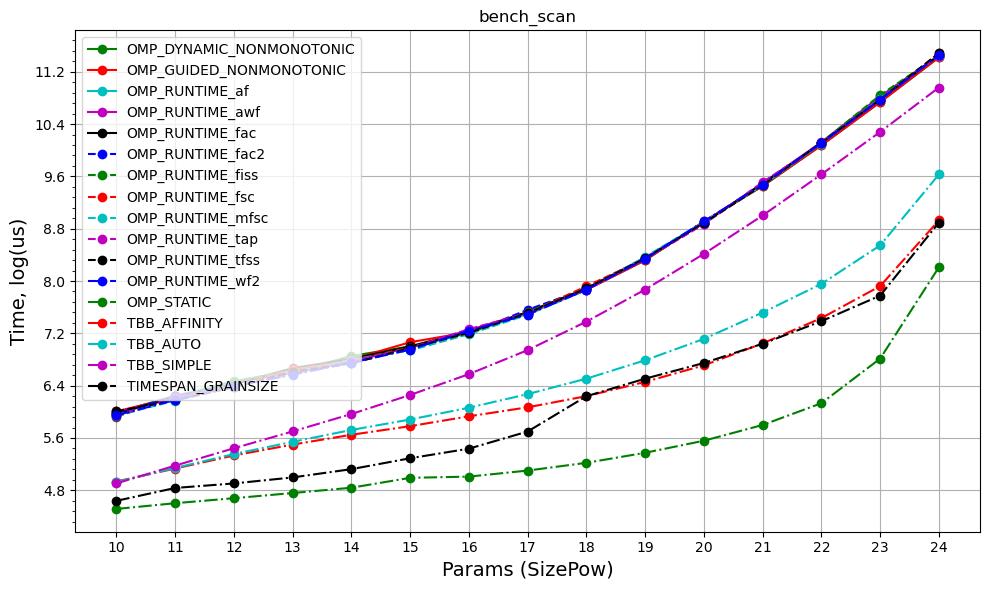 bench_scan
OMP_DYNAMIC_NONMONOTONIC
OMP_GUIDED_NONMONOTONIC
OMP_RUNTIME_af
OMP_RUNTIME_awf
OMP_RUNTIME_fac
OMP_RUNTIME_fac2
OMP_RUNTIME_fiss
OMP_RUNTIME_fsc
OMP_RUNTIME_mfsc
OMP_RUNTIME_tap
OMP_RUNTIME_tfss
OMP_RUNTIME_wf2
OMP_STATIC
TBB_AFFINITY
TBB_AUTO
TBB_SIMPLE
TIMESPAN_GRAINSIZE
Time, log(us)
11.2
10.4
9.6
8.8
8.0
7.2
6.4
5.6
4.8
10 11 12 13 14 15 16 17 18 19 20 21 22 23 24
Params (SizePow)